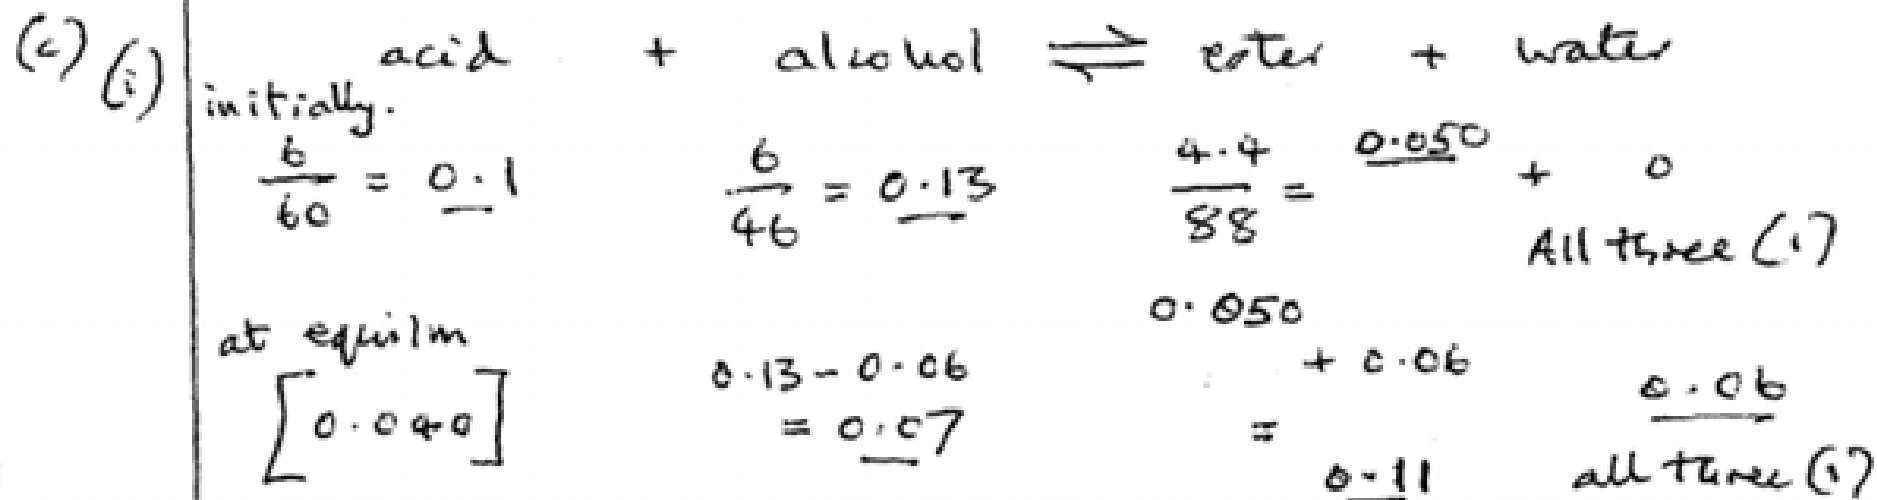 (c) (i) acid + alcohol ⇌ ester + water
initially.
6/60 = 0.1 6/46 = 0.13 4.4/88 = 0.050 + 0
All three (1)
at equilm
[0.040] 0.13 - 0.06 = 0.07 0.050 + 0.06 = 0.11 0.06
all three (1)